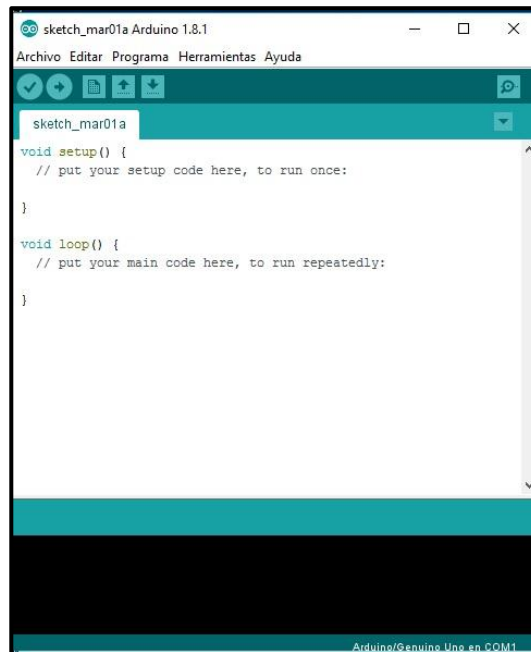 sketch_mar01a Arduino 1.8.1
Archivo Editar Programa Herramientas Ayuda
sketch_mar01a
void setup() {
// put your setup code here, to run once:
}
void loop() {
// put your main code here, to run repeatedly:
}
Arduino/Genuino Uno en COM1